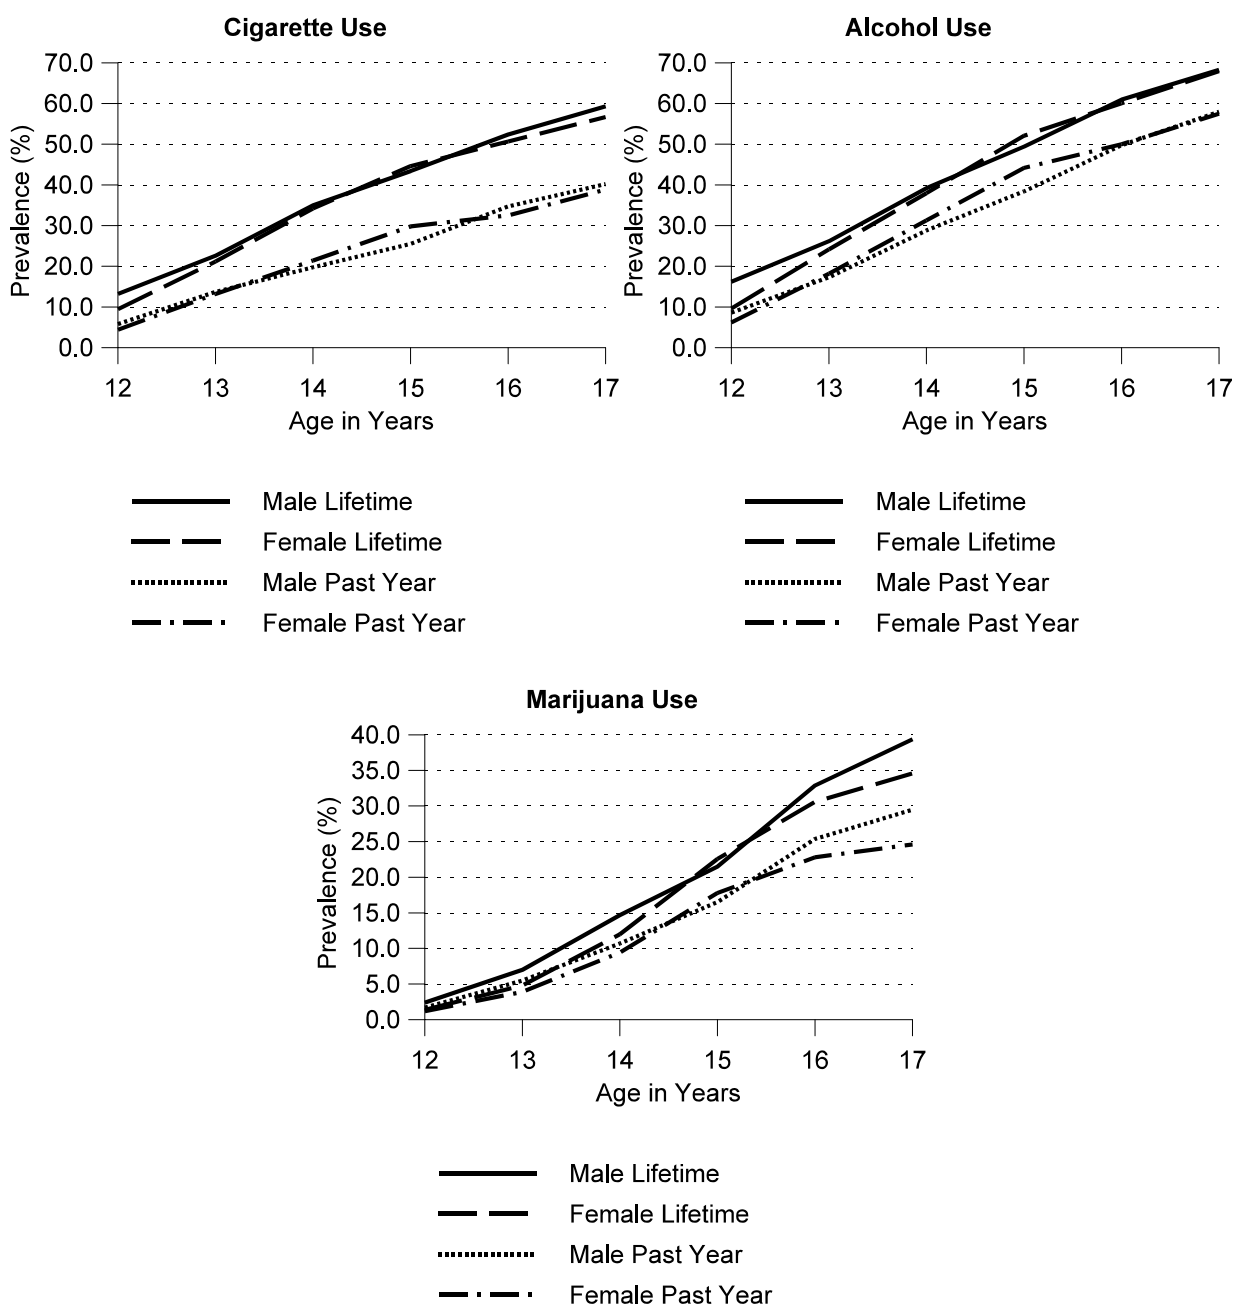 Cigarette Use
70.0
60.0
50.0
40.0
30.0
20.0
10.0
0.0
Prevalence (%)
12 13 14 15 16 17
Age in Years
Male Lifetime
Female Lifetime
Male Past Year
Female Past Year
Alcohol Use
70.0
60.0
50.0
40.0
30.0
20.0
10.0
0.0
Prevalence (%)
12 13 14 15 16 17
Age in Years
Male Lifetime
Female Lifetime
Male Past Year
Female Past Year
Marijuana Use
40.0
35.0
30.0
25.0
20.0
15.0
10.0
5.0
0.0
Prevalence (%)
12 13 14 15 16 17
Age in Years
Male Lifetime
Female Lifetime
Male Past Year
Female Past Year